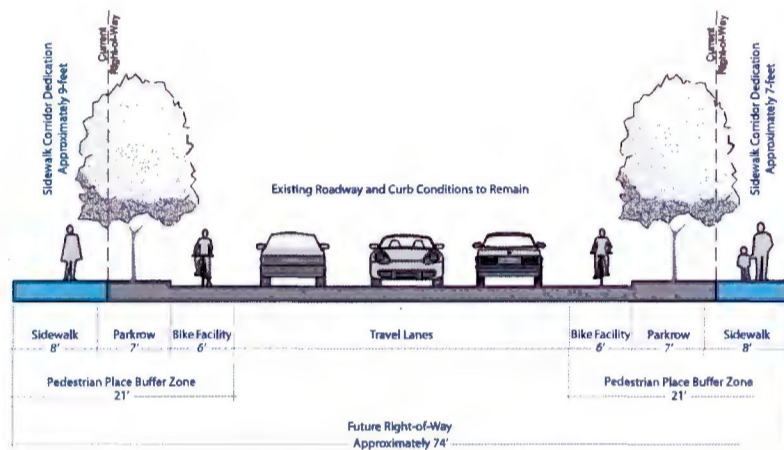 Sidewalk Corridor Dedication
Approximately 9-feet
Current
Right-of-Way
Current
Right-of-Way
Sidewalk Corridor Dedication
Approximately 7-feet
Existing Roadway and Curb Conditions to Remain
Sidewalk
8'
Parkrow
7'
Bike Facility
6'
Travel Lanes
Bike Facility
6'
Parkrow
7'
Sidewalk
8'
Pedestrian Place Buffer Zone
21'
Pedestrian Place Buffer Zone
21'
Future Right-of-Way
Approximately 74'